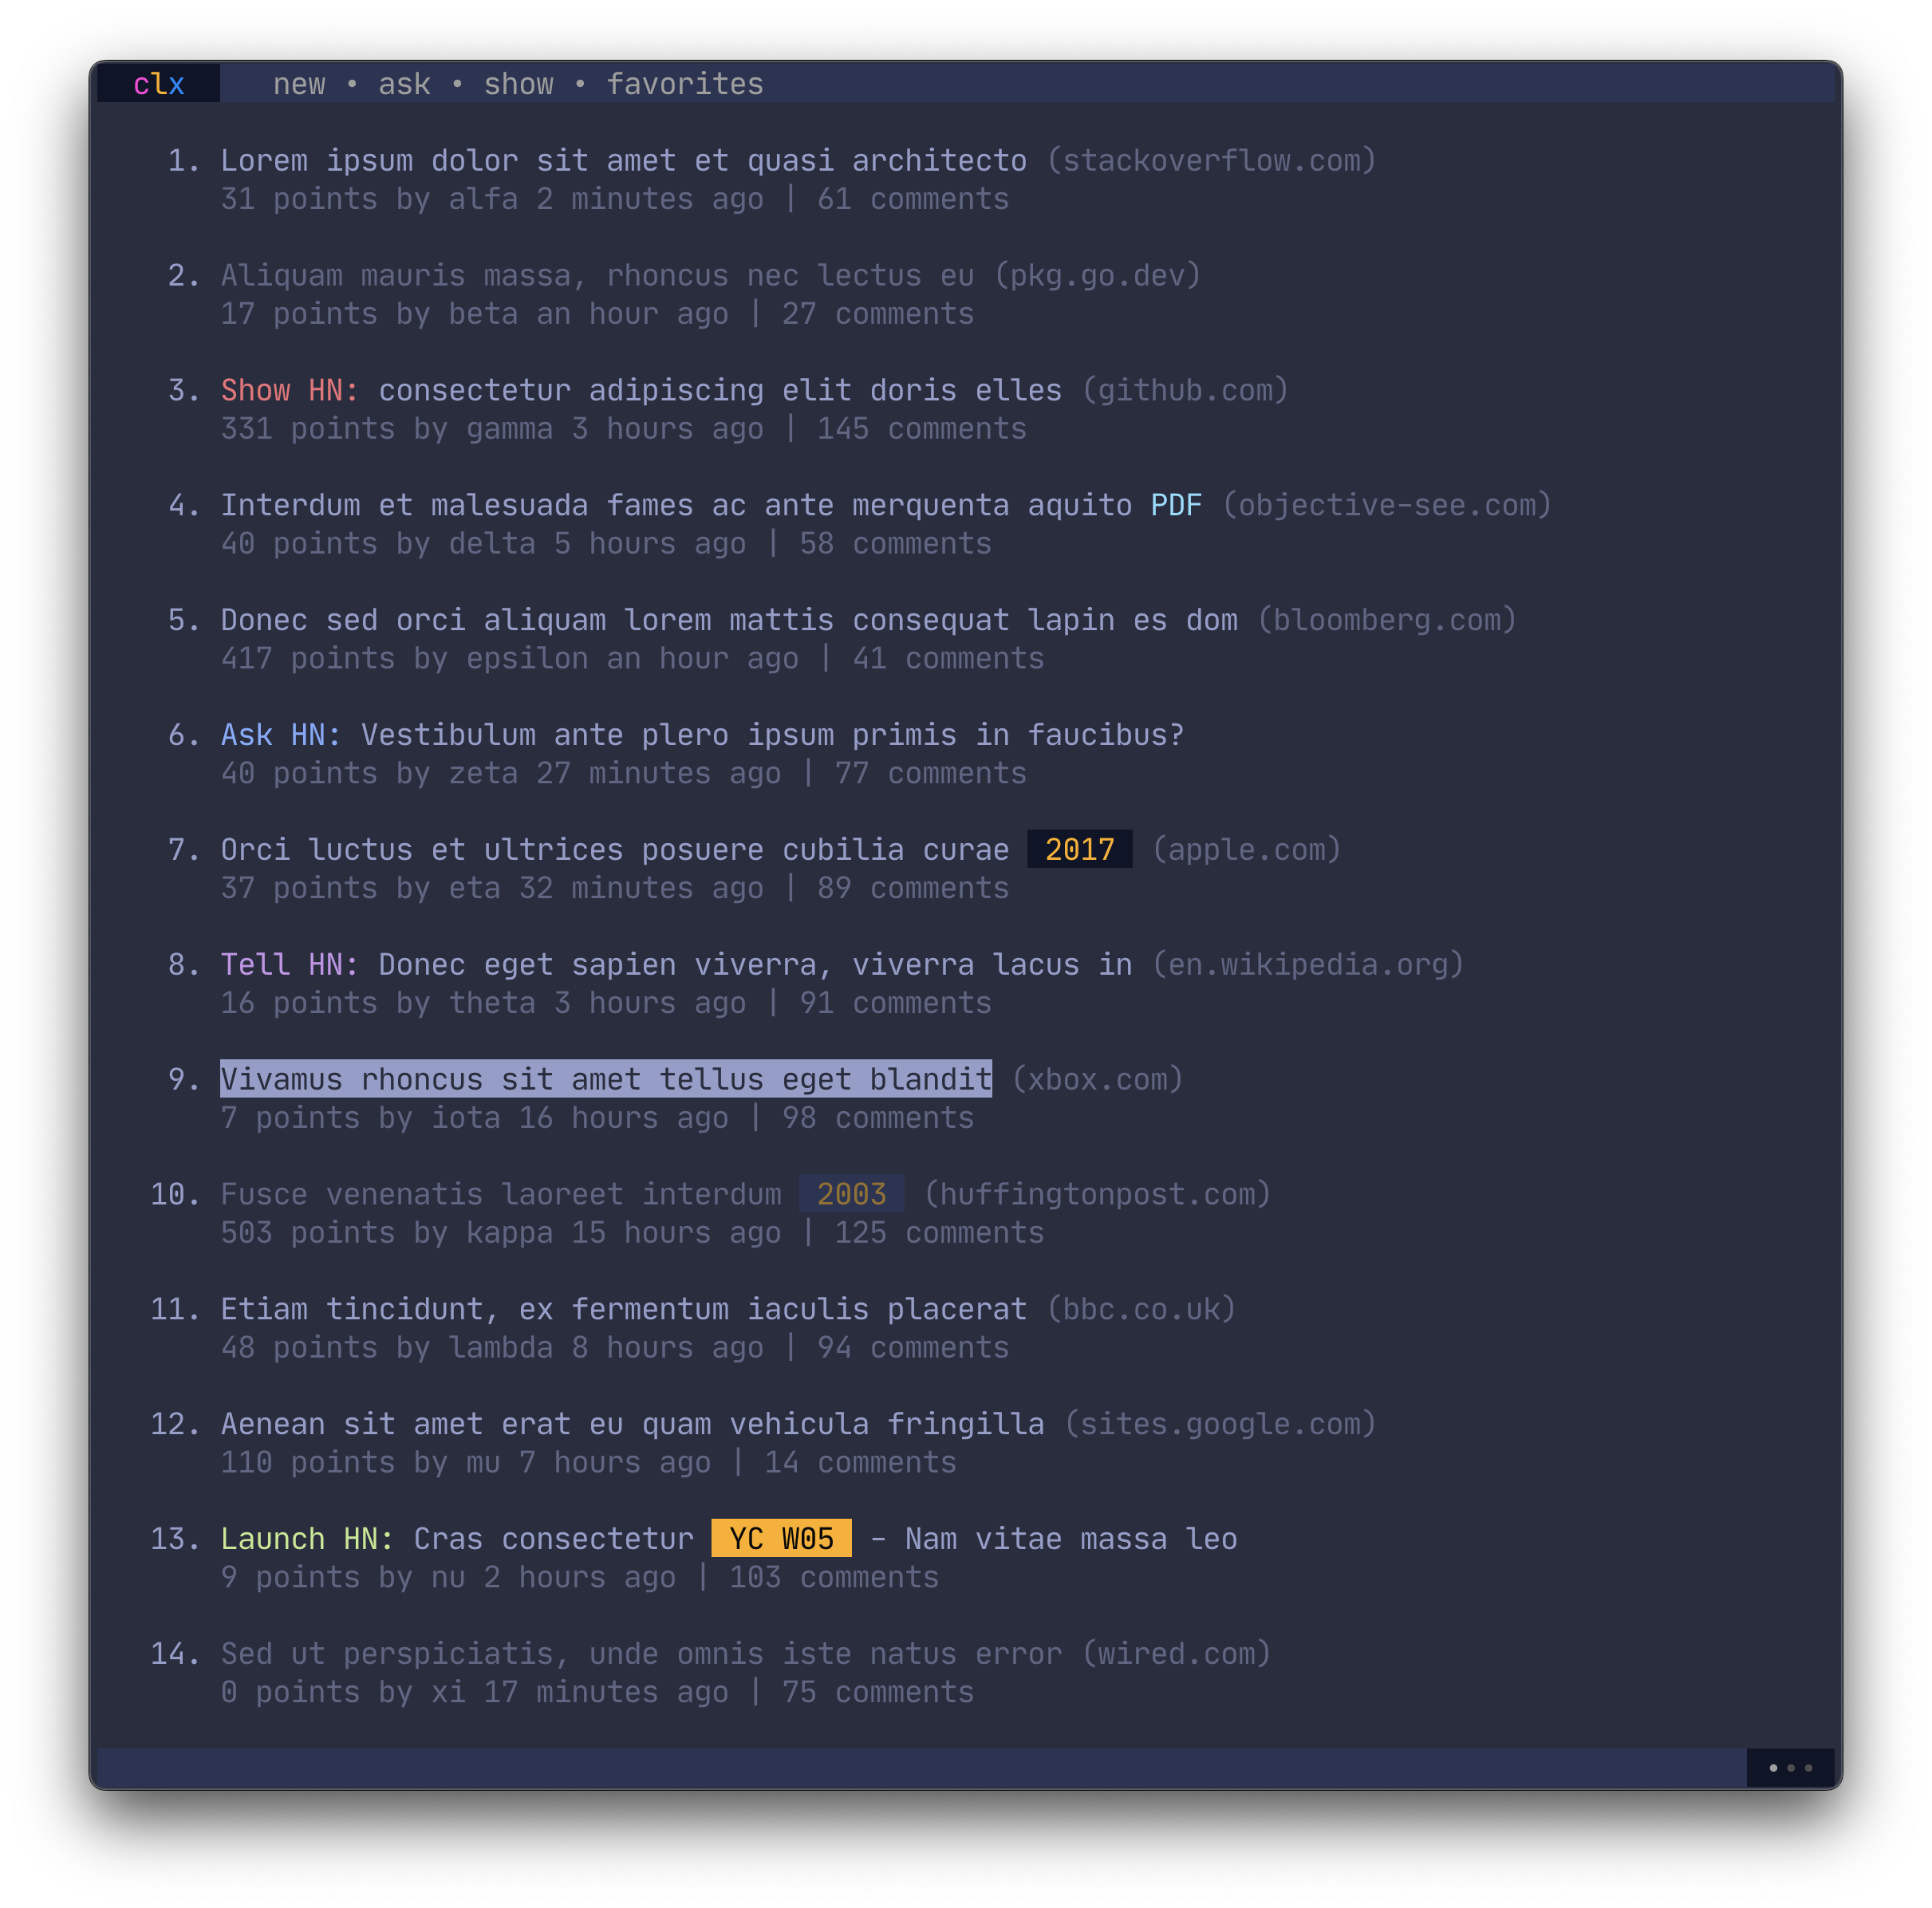 clx new • ask • show • favorites
1. Lorem ipsum dolor sit amet et quasi architecto (stackoverflow.com)
31 points by alfa 2 minutes ago | 61 comments
2. Aliquam mauris massa, rhoncus nec lectus eu (pkg.go.dev)
17 points by beta an hour ago | 27 comments
3. Show HN: consectetur adipiscing elit doris elles (github.com)
331 points by gamma 3 hours ago | 145 comments
4. Interdum et malesuada fames ac ante merquenta aquito PDF (objective-see.com)
40 points by delta 5 hours ago | 58 comments
5. Donec sed orci aliquam lorem mattis consequat lapin es dom (bloomberg.com)
417 points by epsilon an hour ago | 41 comments
6. Ask HN: Vestibulum ante plero ipsum primis in faucibus?
40 points by zeta 27 minutes ago | 77 comments
7. Orci luctus et ultrices posuere cubilia curae 2017 (apple.com)
37 points by eta 32 minutes ago | 89 comments
8. Tell HN: Donec eget sapien viverra, viverra lacus in (en.wikipedia.org)
16 points by theta 3 hours ago | 91 comments
9. Vivamus rhoncus sit amet tellus eget blandit (xbox.com)
7 points by iota 16 hours ago | 98 comments
10. Fusce venenatis laoreet interdum 2003 (huffingtonpost.com)
503 points by kappa 15 hours ago | 125 comments
11. Etiam tincidunt, ex fermentum iaculis placerat (bbc.co.uk)
48 points by lambda 8 hours ago | 94 comments
12. Aenean sit amet erat eu quam vehicula fringilla (sites.google.com)
110 points by mu 7 hours ago | 14 comments
13. Launch HN: Cras consectetur YC W05 – Nam vitae massa leo
9 points by nu 2 hours ago | 103 comments
14. Sed ut perspiciatis, unde omnis iste natus error (wired.com)
0 points by xi 17 minutes ago | 75 comments